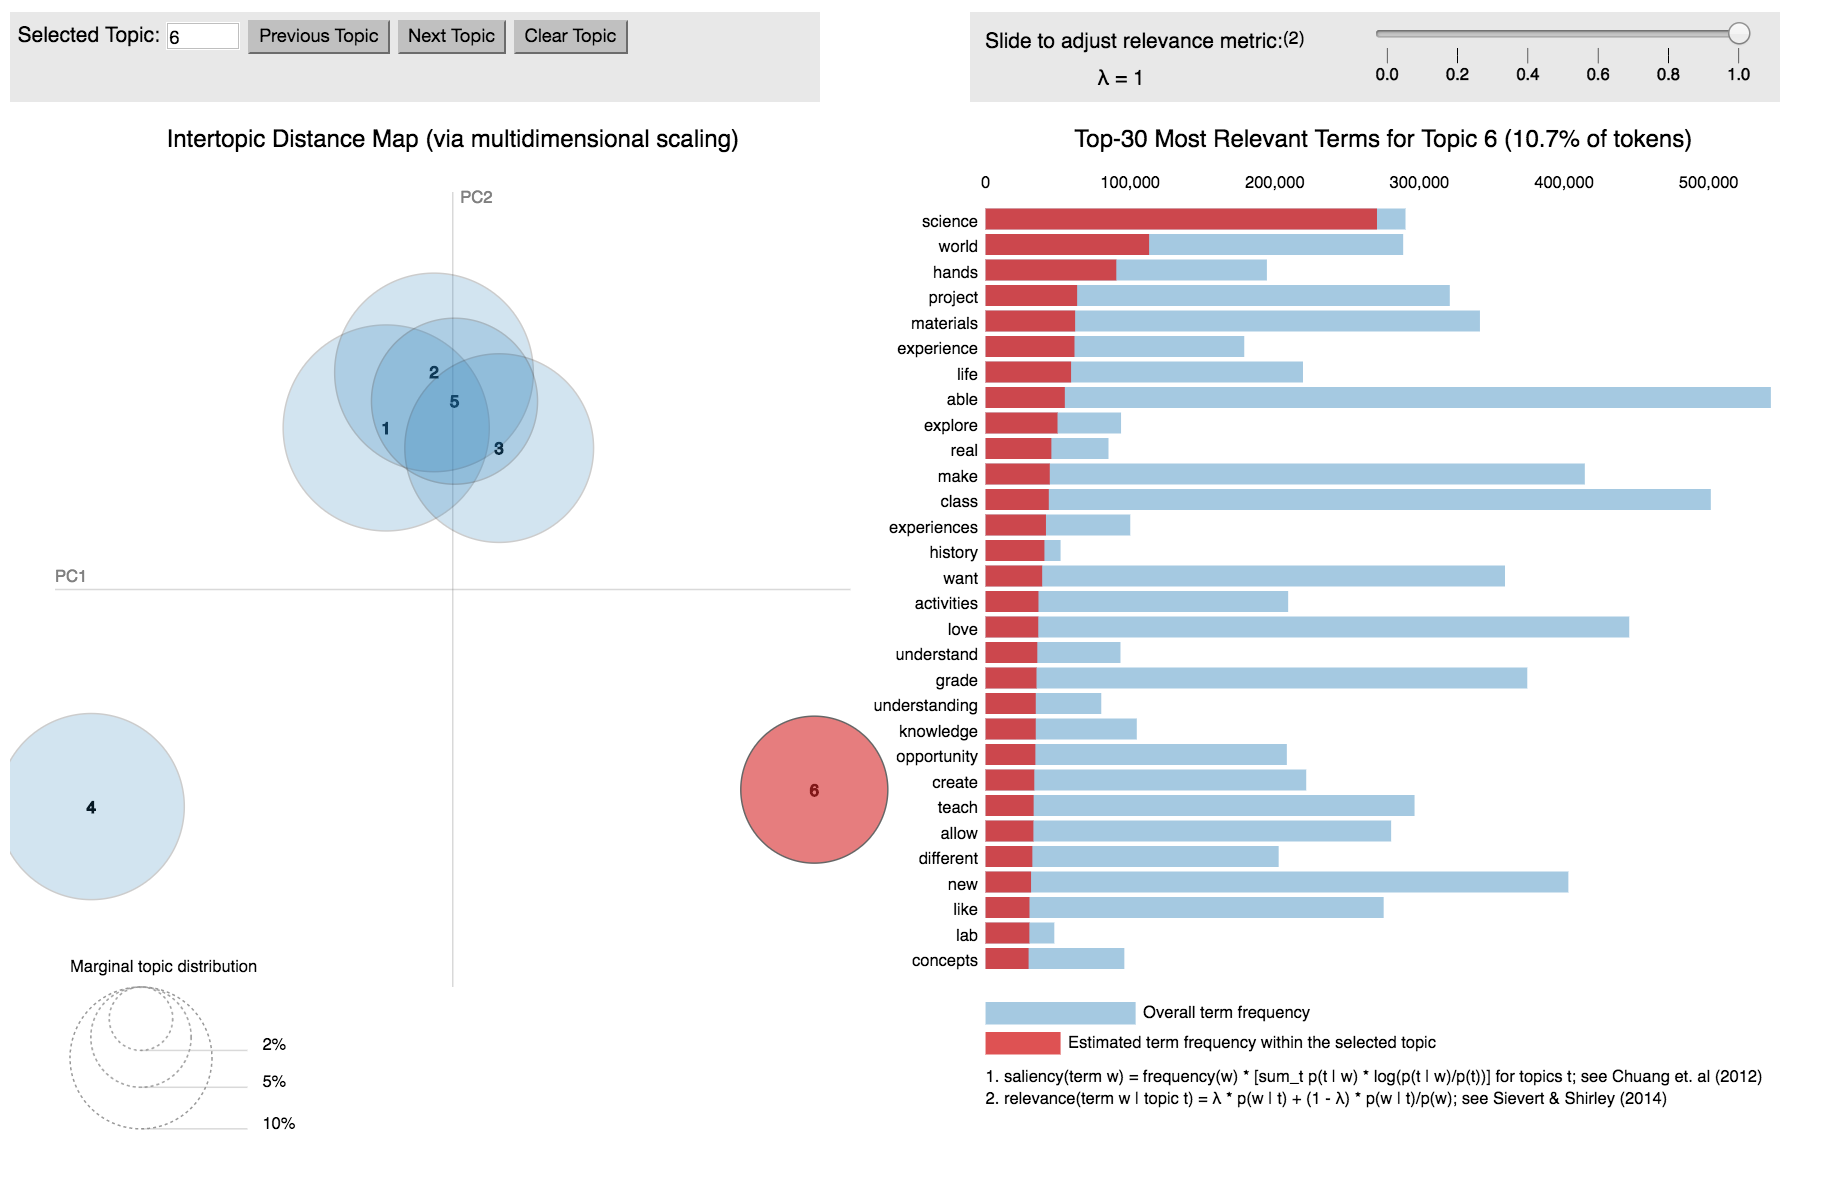 Selected Topic: 6 Previous Topic Next Topic Clear Topic
Slide to adjust relevance metric:(2)
λ = 1
0.0 0.2 0.4 0.6 0.8 1.0
Intertopic Distance Map (via multidimensional scaling)
PC2
PC1
2
5
1
3
4
6
Marginal topic distribution
2%
5%
10%
Top-30 Most Relevant Terms for Topic 6 (10.7% of tokens)
0 100,000 200,000 300,000 400,000 500,000
science
world
hands
project
materials
experience
life
able
explore
real
make
class
experiences
history
want
activities
love
understand
grade
understanding
knowledge
opportunity
create
teach
allow
different
new
like
lab
concepts
Overall term frequency
Estimated term frequency within the selected topic
1. saliency(term w) = frequency(w) * [sum_t p(t | w) * log(p(t | w)/p(t))] for topics t; see Chuang et. al (2012)
2. relevance(term w | topic t) = λ * p(w | t) + (1 - λ) * p(w | t)/p(w); see Sievert & Shirley (2014)